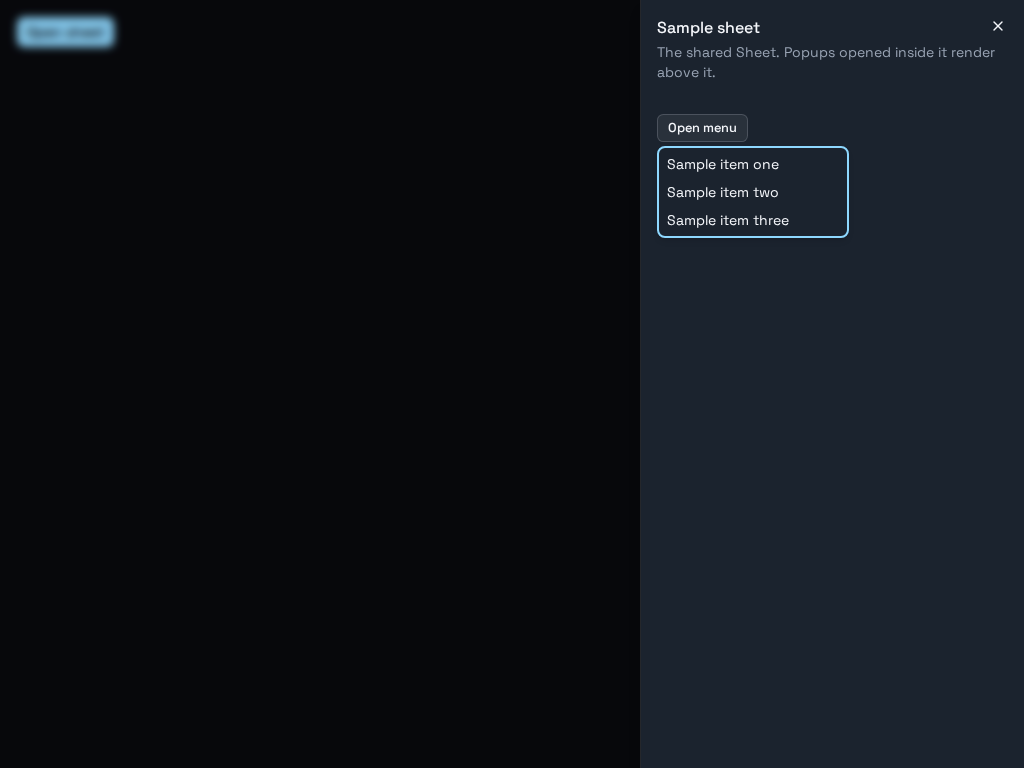 Sample sheet
The shared Sheet. Popups opened inside it render
above it.
Open menu
Sample item one
Sample item two
Sample item three